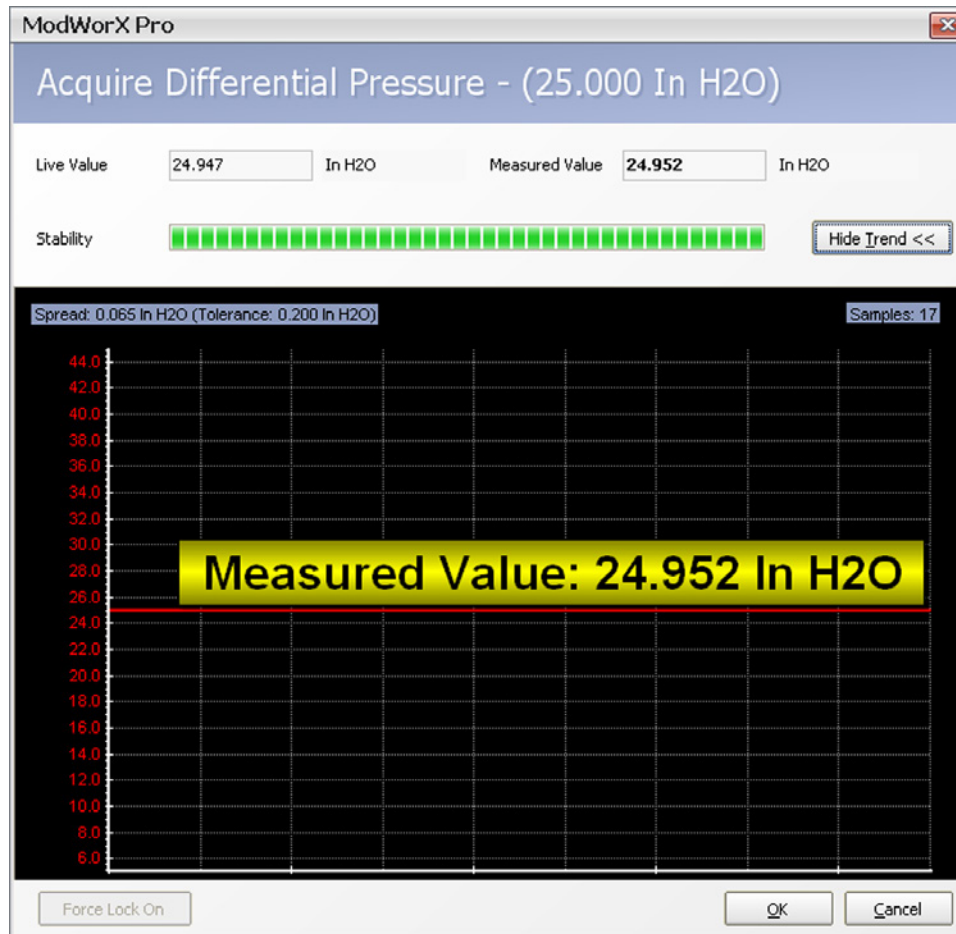 ModWorX Pro
Acquire Differential Pressure - (25.000 In H2O)
Live Value 24.947 In H2O Measured Value 24.952 In H2O
Stability Hide Trend <<
Spread: 0.065 In H2O (Tolerance: 0.200 In H2O) Samples: 17
44.0
42.0
40.0
38.0
36.0
34.0
32.0
30.0
28.0
Measured Value: 24.952 In H2O
26.0
24.0
22.0
20.0
18.0
16.0
14.0
12.0
10.0
8.0
6.0
Force Lock On OK Cancel